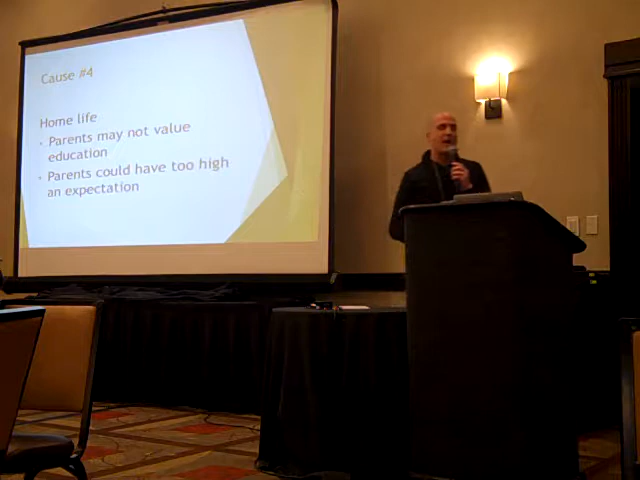 Cause #4
Home life
• Parents may not value
education
• Parents could have too high
an expectation